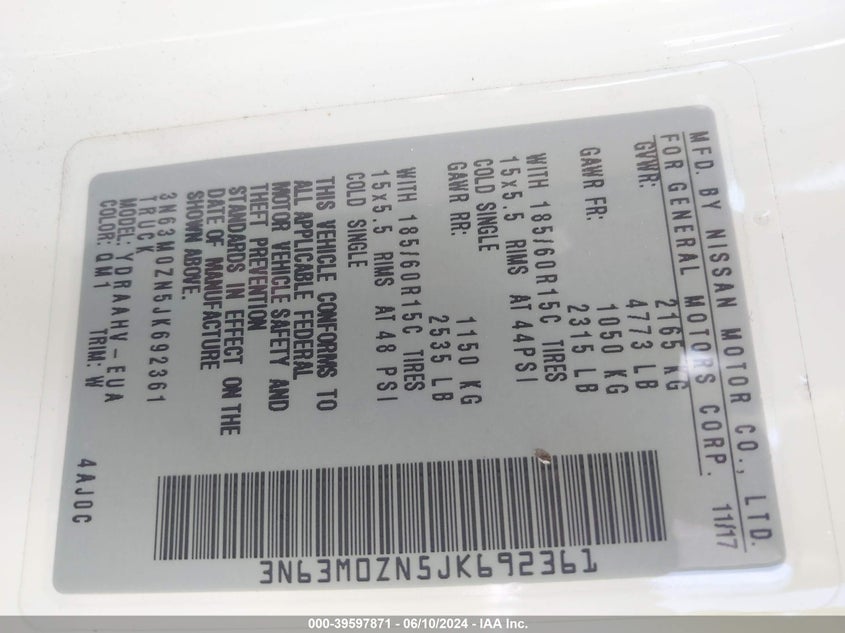 MFD. BY NISSAN MOTOR CO., LTD.
FOR GENERAL MOTORS CORP. 11/17
GVWR: 2165 KG
4773 LB
GAWR FR: 1050 KG
2315 LB
WITH 185/60R15C TIRES
15x5.5 RIMS AT 44PSI
COLD SINGLE
GAWR RR: 1150 KG
2535 LB
WITH 185/60R15C TIRES
15x5.5 RIMS AT 48 PSI
COLD SINGLE
THIS VEHICLE CONFORMS TO
ALL APPLICABLE FEDERAL
MOTOR VEHICLE SAFETY AND
THEFT PREVENTION
STANDARDS IN EFFECT ON THE
DATE OF MANUFACTURE
SHOWN ABOVE.
3N63M0ZN5JK692361
TRUCK
MODEL: YDRAAHV-EUA
COLOR: QM1 TRIM: W
4AJ0C
3N63M0ZN5JK692361
000-39597871 - 06/10/2024 - IAA Inc.